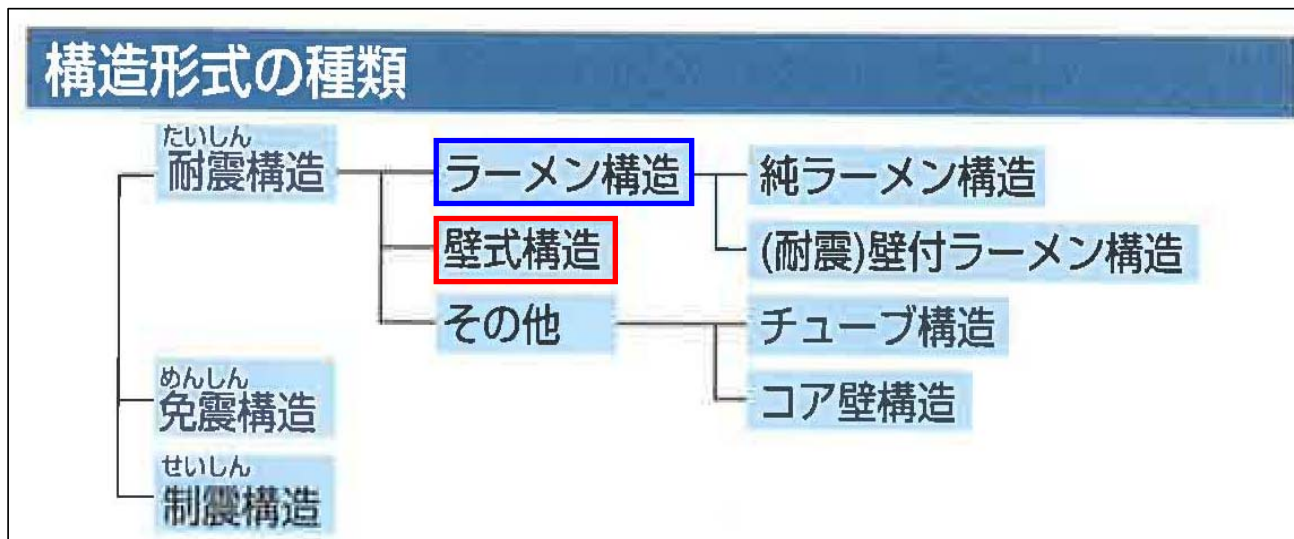 構造形式の種類
たいしん
耐震構造
ラーメン構造
純ラーメン構造
(耐震)壁付ラーメン構造
壁式構造
その他
チューブ構造
コア壁構造
めんしん
免震構造
せいしん
制震構造